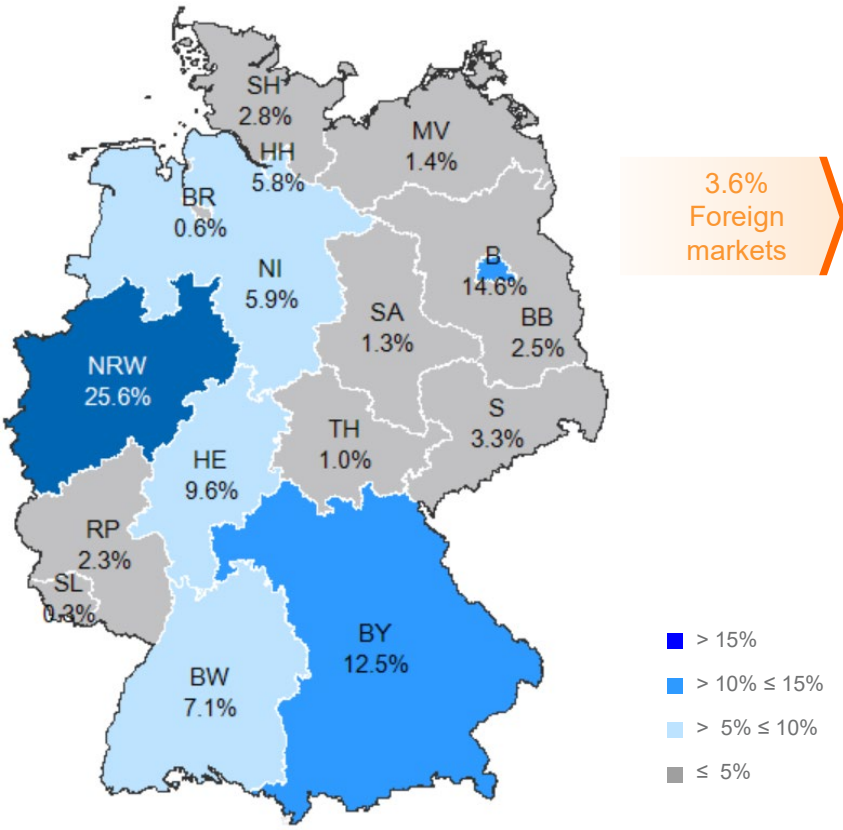 SH
2.8%
HH
5.8%
MV
1.4%
BR
0.6%
NI
5.9%
B
14.6%
BB
2.5%
SA
1.3%
NRW
25.6%
S
3.3%
TH
1.0%
HE
9.6%
RP
2.3%
SL
0.3%
BY
12.5%
BW
7.1%
3.6%
Foreign
markets
> 15%
> 10% ≤ 15%
> 5% ≤ 10%
≤ 5%